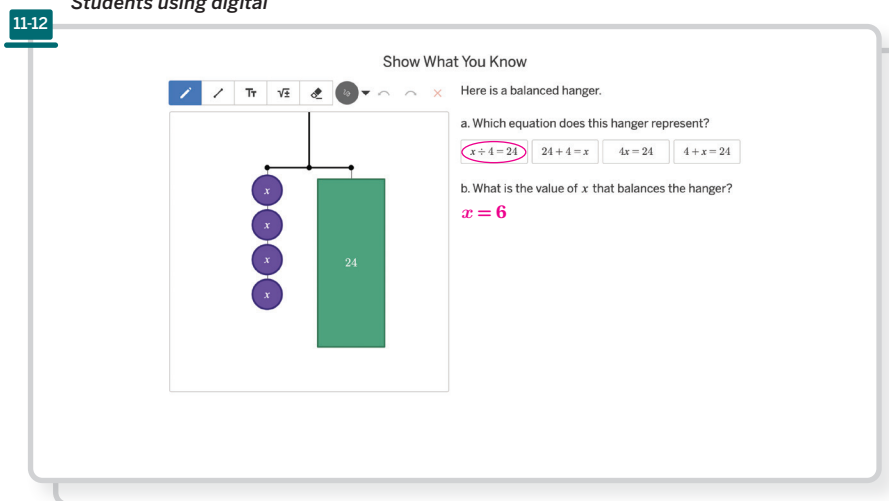 Students using digital
11-12
Show What You Know
Tт √±
Here is a balanced hanger.
a. Which equation does this hanger represent?
x ÷ 4 = 24 24 + 4 = x 4x = 24 4 + x = 24
b. What is the value of x that balances the hanger?
x = 6
x
x
x
x
24